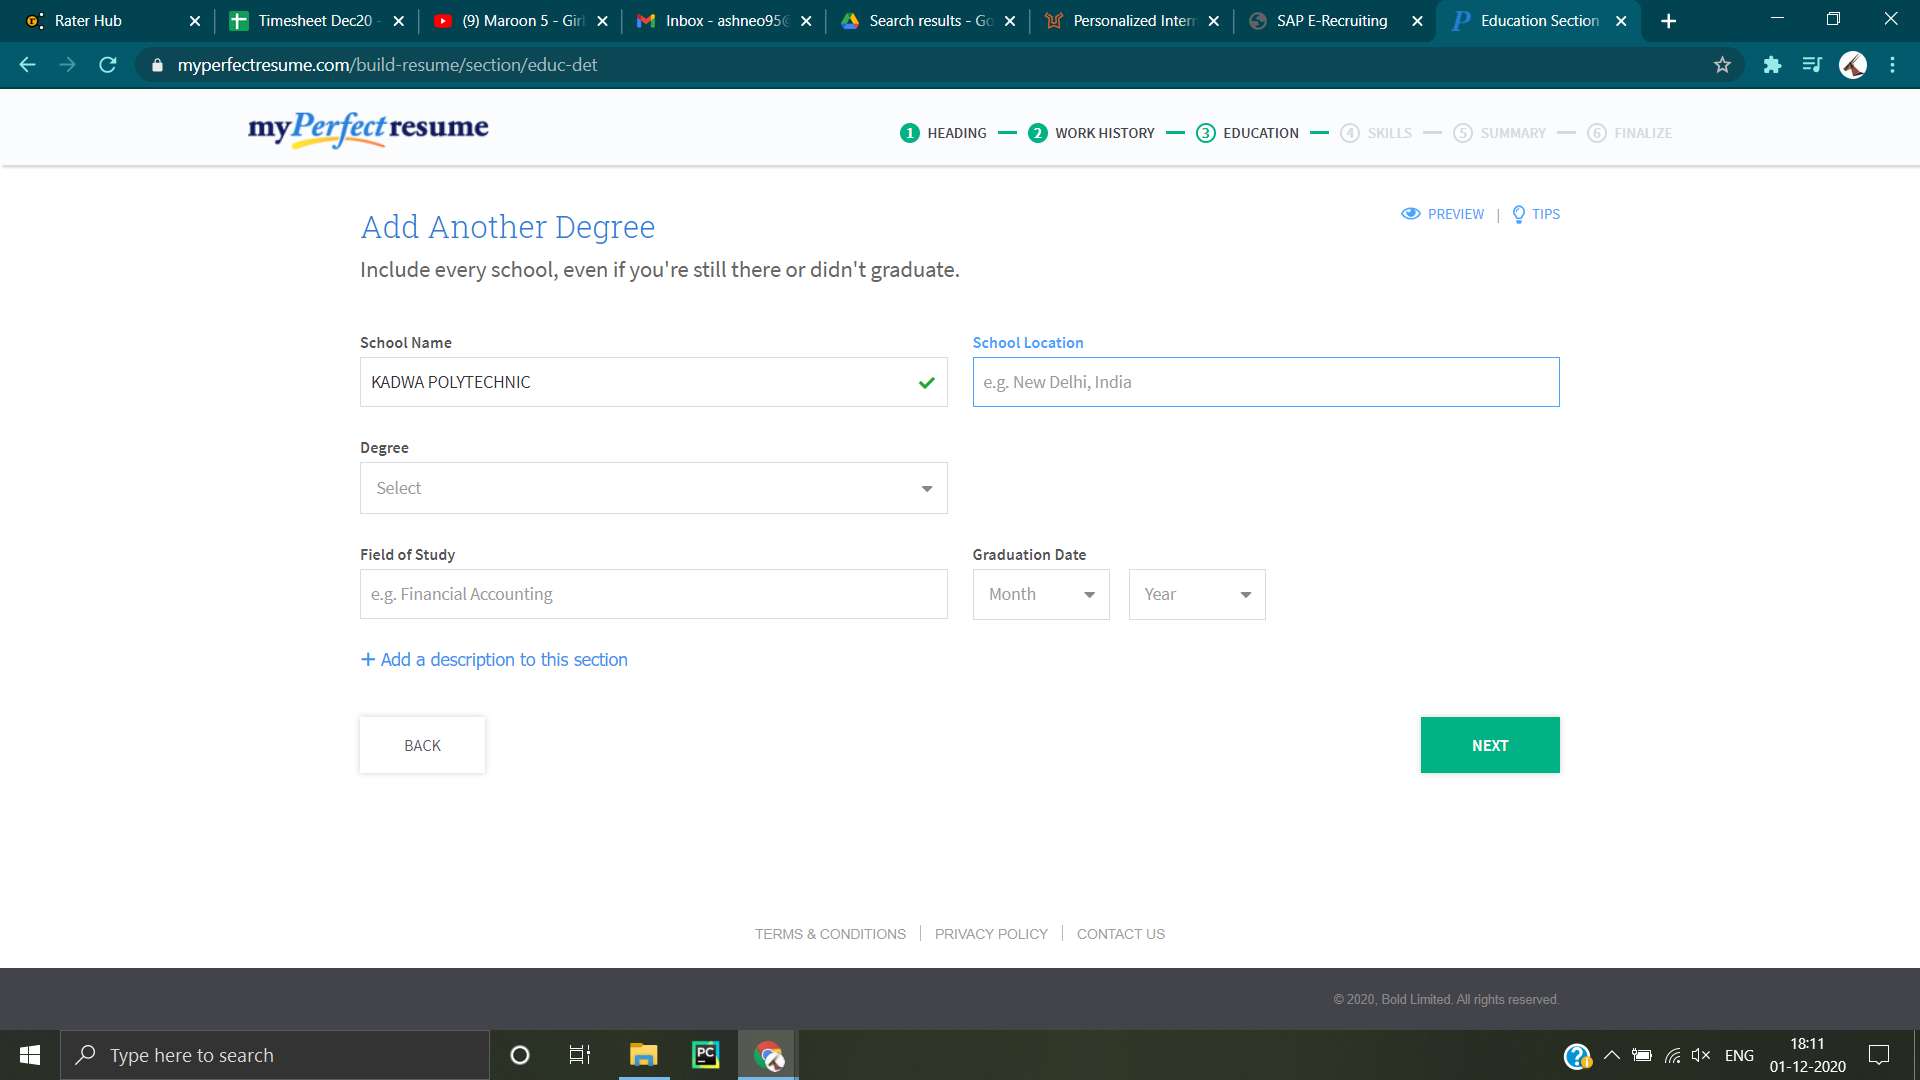 Rater Hub
Timesheet Dec20 -
(9) Maroon 5 - Girl
Inbox - ashneo95@
Search results - Go
Personalized Intern
SAP E-Recruiting
Education Section
myperfectresume.com/build-resume/section/educ-det
myPerfectresume
1 HEADING
2 WORK HISTORY
3 EDUCATION
4 SKILLS
5 SUMMARY
6 FINALIZE
PREVIEW | TIPS
Add Another Degree
Include every school, even if you're still there or didn't graduate.
School Name
School Location
KADWA POLYTECHNIC
e.g. New Delhi, India
Degree
Select
Field of Study
Graduation Date
e.g. Financial Accounting
Month
Year
+ Add a description to this section
BACK
NEXT
TERMS & CONDITIONS
PRIVACY POLICY
CONTACT US
© 2020, Bold Limited. All rights reserved.
Type here to search
PC
ENG
18:11
01-12-2020